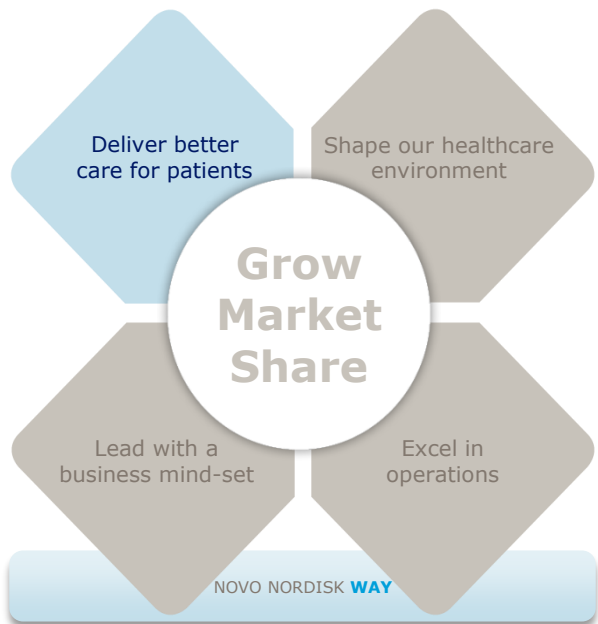 Deliver better
care for patients
Shape our healthcare
environment
Grow
Market
Share
Lead with a
business mind-set
Excel in
operations
NOVO NORDISK WAY